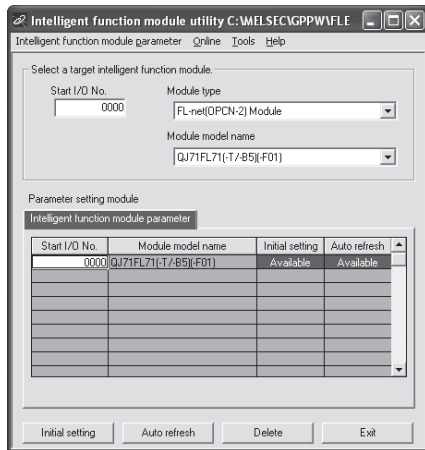 Intelligent function module utility C:\MELSEC\GPPW\FLE
Intelligent function module parameter Online Tools Help
Select a target intelligent function module.
Start I/O No. Module type
0000 FL-net(OPCN-2) Module
Module model name
QJ71FL71(-T/-B5)(-F01)
Parameter setting module
Intelligent function module parameter
Start I/O No. Module model name Initial setting Auto refresh
0000 QJ71FL71(-T/-B5)(-F01) Available Available
Initial setting Auto refresh Delete Exit